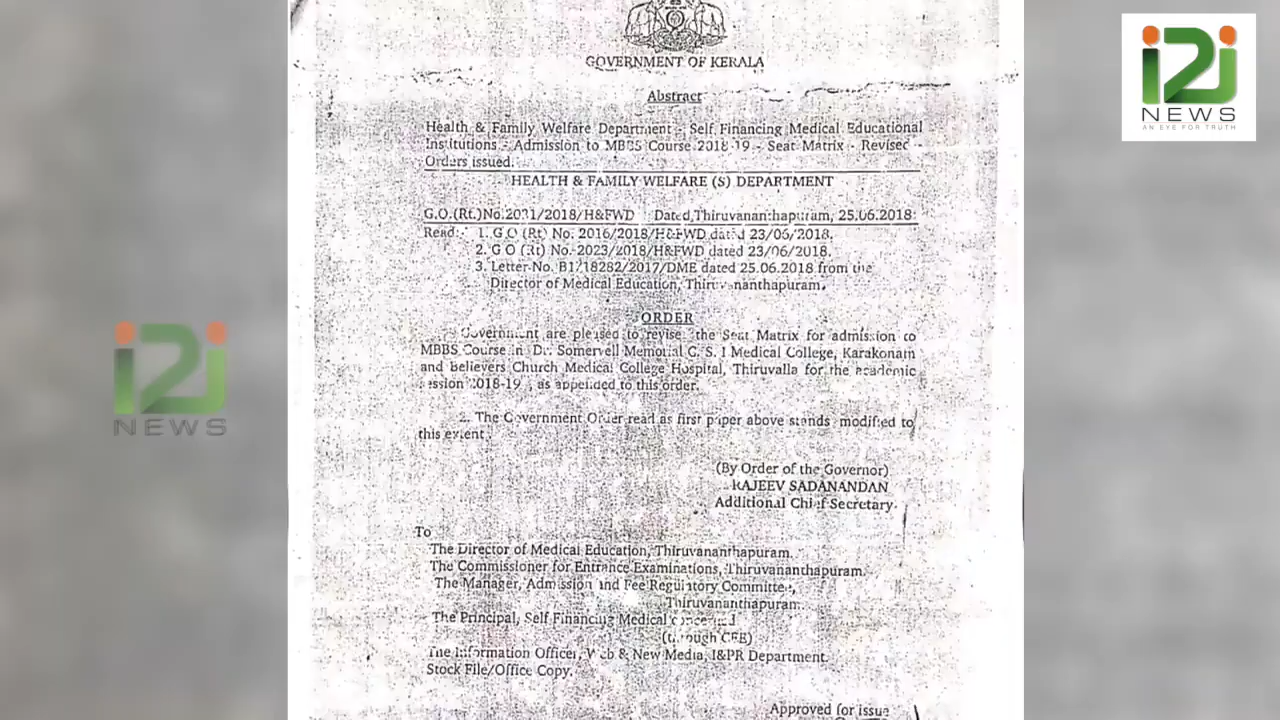 GOVERNMENT OF KERALA
Abstract
Health & Family Welfare Department - Self Financing Medical Educational
Institutions - Admission to MBBS Course 2018-19 - Seat Matrix - Revised -
Orders issued.
HEALTH & FAMILY WELFARE (S) DEPARTMENT
G.O.(Rt.)No.2031/2018/H&FWD Dated,Thiruvananthapuram, 25.06.2018
Read: 1. G.O (Rt) No. 2016/2018/H&FWD dated 23/06/2018.
2. G O (Rt) No. 2023/2018/H&FWD dated 23/06/2018.
3. Letter No. B1/18282/2017/DME dated 25.06.2018 from the
Director of Medical Education, Thiruvananthapuram.
ORDER
Government are pleased to revise the Seat Matrix for admission to
MBBS Course in Dr. Somervell Memorial C. S. I Medical College, Karakonam
and Believers Church Medical College Hospital, Thiruvalla for the academic
session 2018-19, as appended to this order.
2. The Government Order read as first paper above stands modified to
this extent.
(By Order of the Governor)
RAJEEV SADANANDAN
Additional Chief Secretary
To
The Director of Medical Education, Thiruvananthapuram.
The Commissioner for Entrance Examinations, Thiruvananthapuram.
The Manager, Admission and Fee Regulatory Committee,
Thiruvananthapuram.
The Principal, Self Financing Medical concerned
(through CEE)
The Information Officer, Web & New Media, I&PR Department.
Stock File/Office Copy.
Approved for issue
i2i
NEWS
AN EYE FOR TRUTH
i2i
NEWS